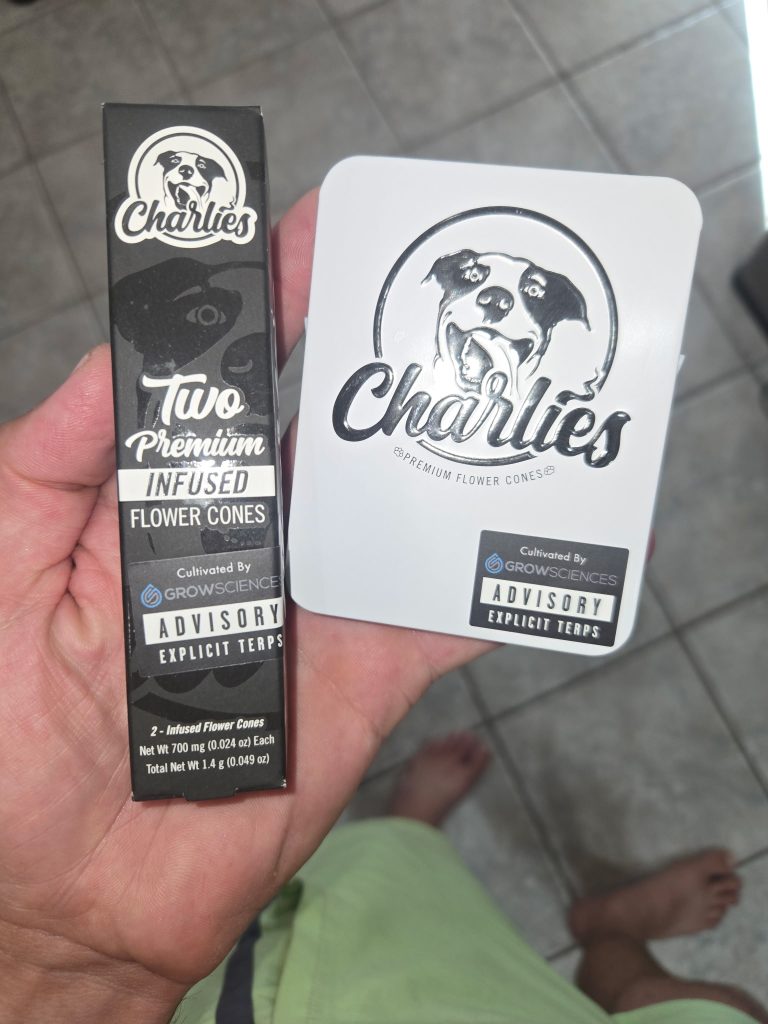 Charlies
Two
Premium
INFUSED
FLOWER CONES
Cultivated By
GROWSCIENCES
ADVISORY
EXPLICIT TERPS
2 - Infused Flower Cones
Net Wt 700 mg (0.024 oz) Each
Total Net Wt 1.4 g (0.049 oz)
Charlies
PREMIUM FLOWER CONES
Cultivated By
GROWSCIENCES
ADVISORY
EXPLICIT TERPS